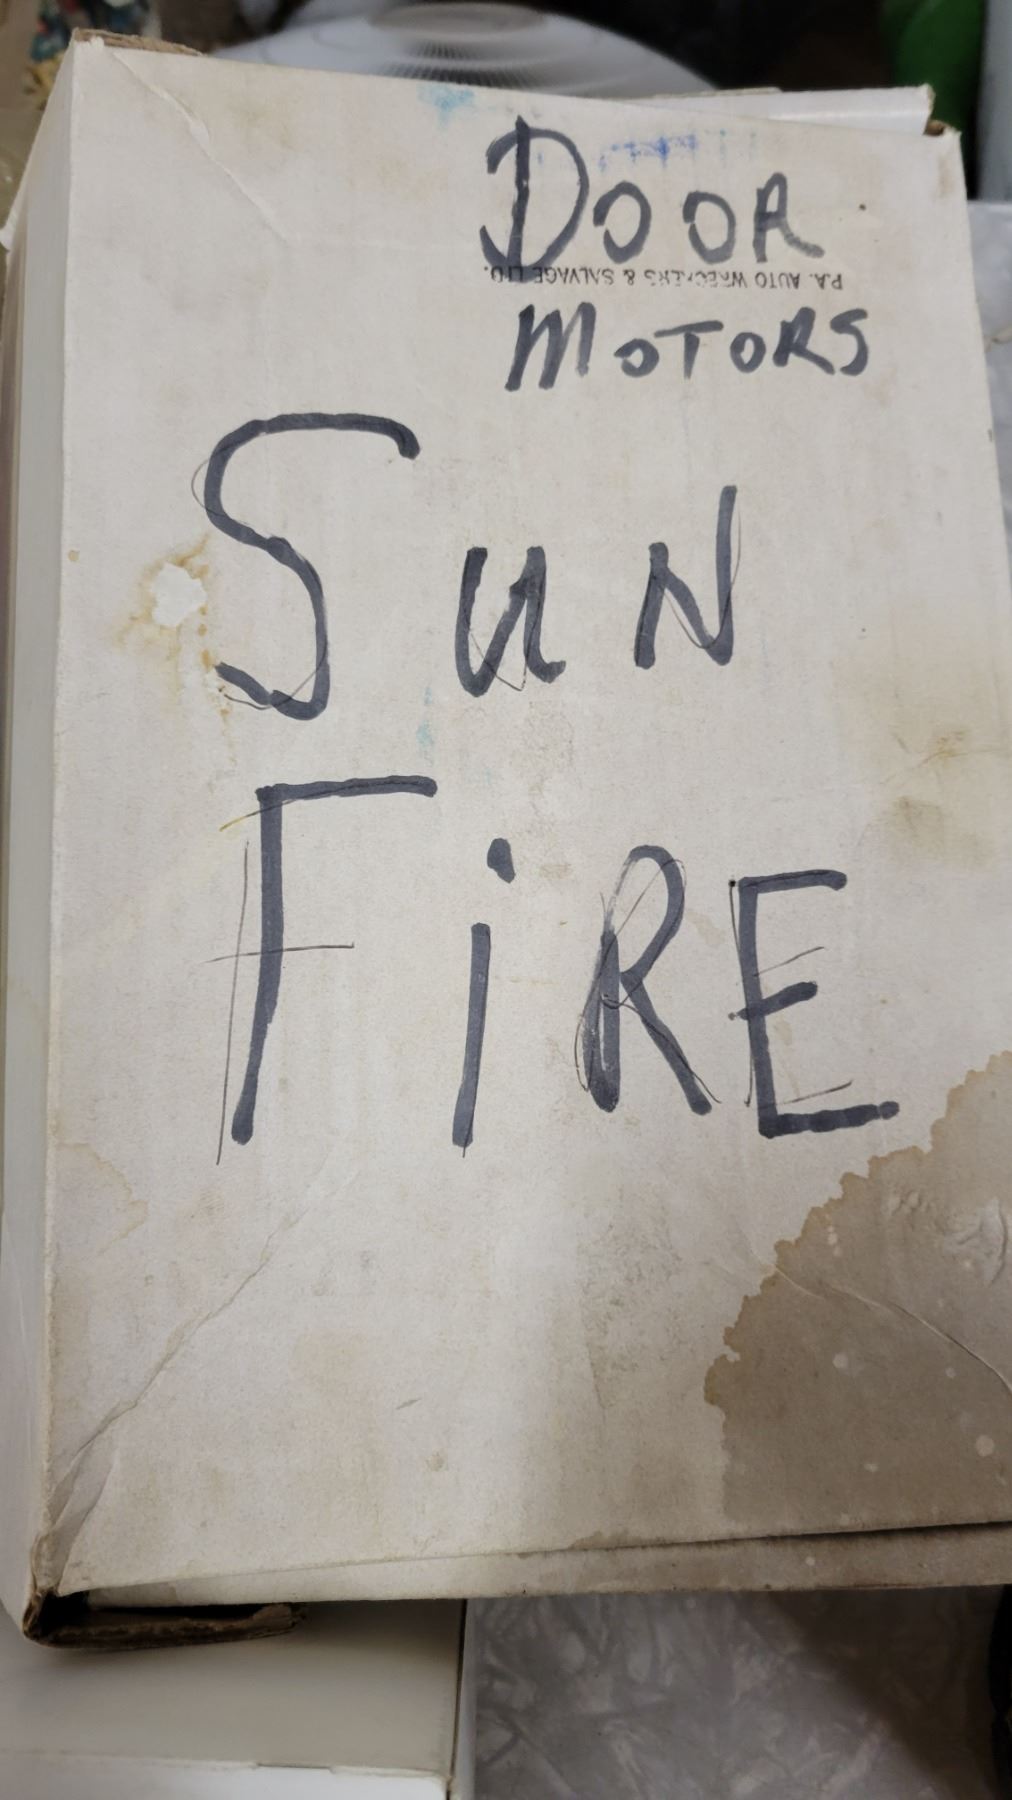 DOOR
P.A. AUTO WRECKERS & SALVAGE LTD.
MOTORS
SUN
FiRE